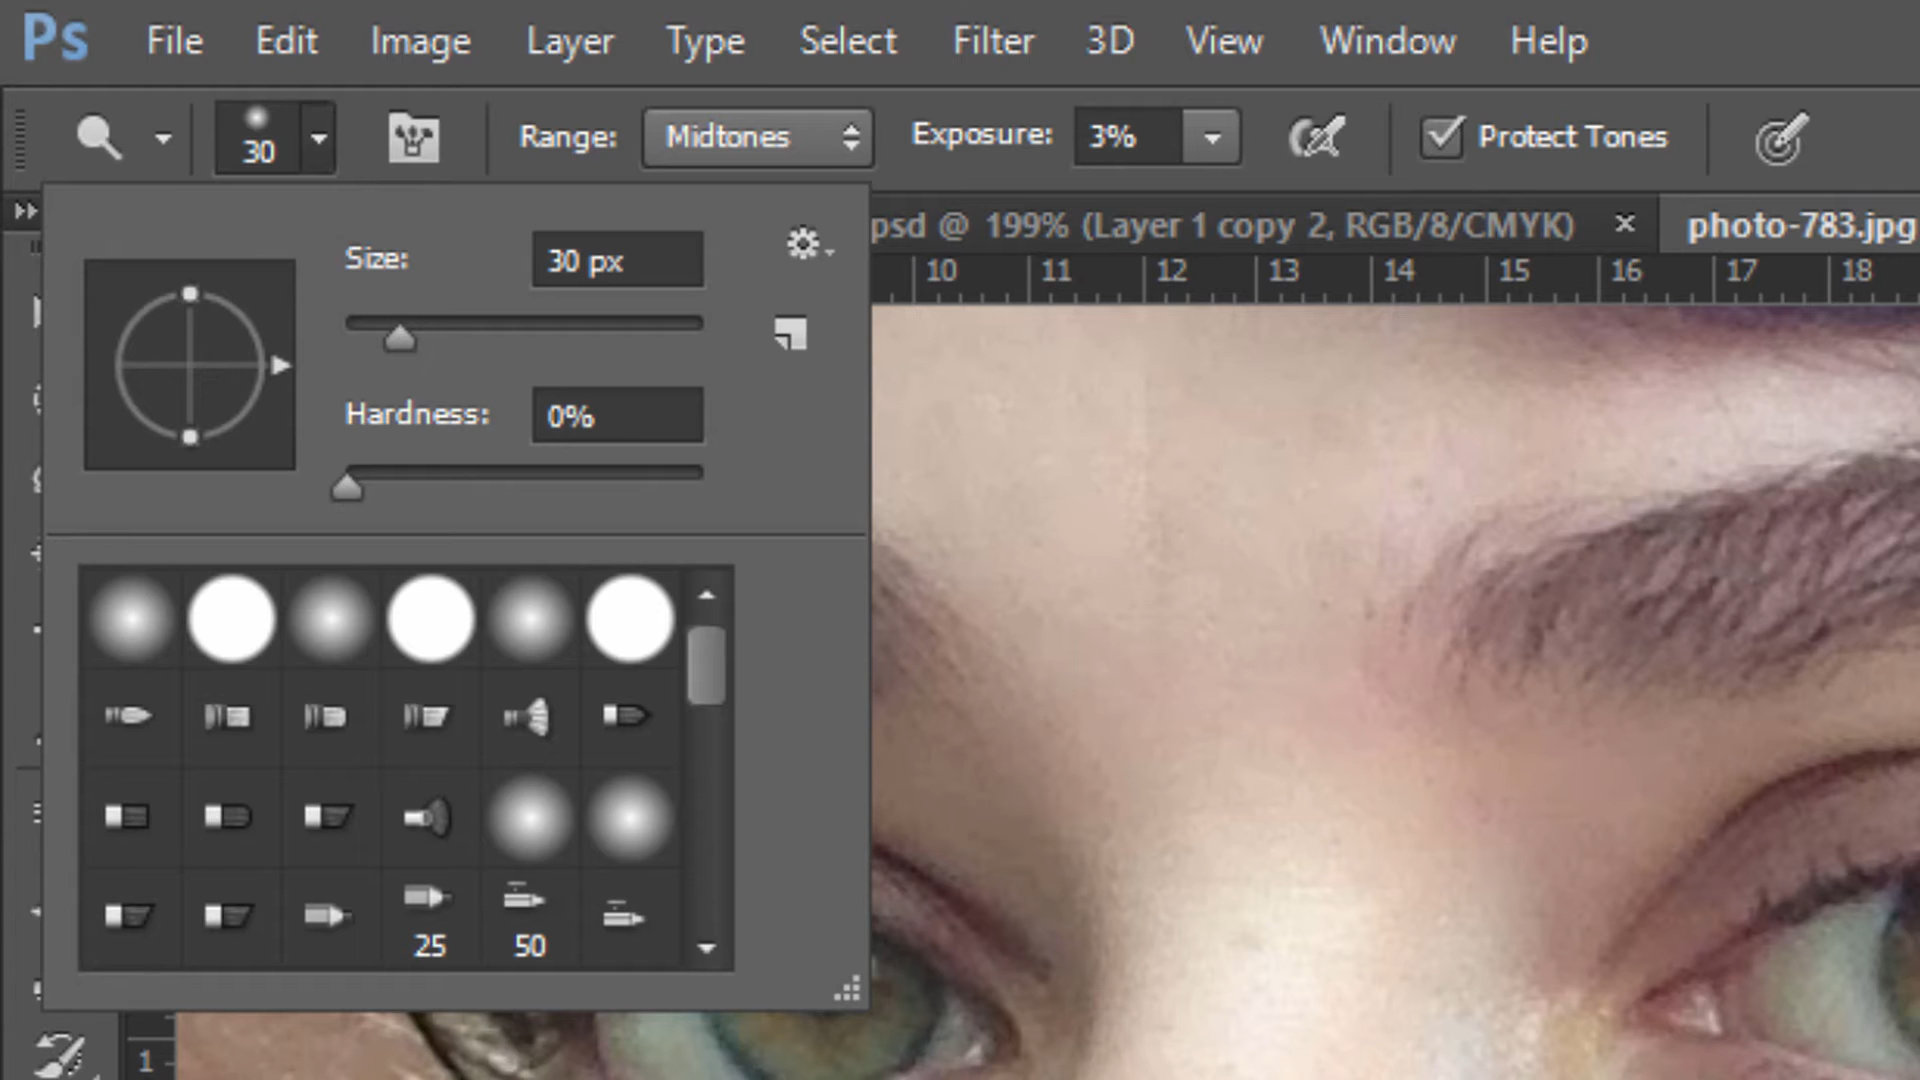 Ps File Edit Image Layer Type Select Filter 3D View Window Help
30 Range: Midtones Exposure: 3% Protect Tones
psd @ 199% (Layer 1 copy 2, RGB/8/CMYK) × photo-783.jpg
10 11 12 13 14 15 16 17 18
Size: 30 px
Hardness: 0%
25 50
1